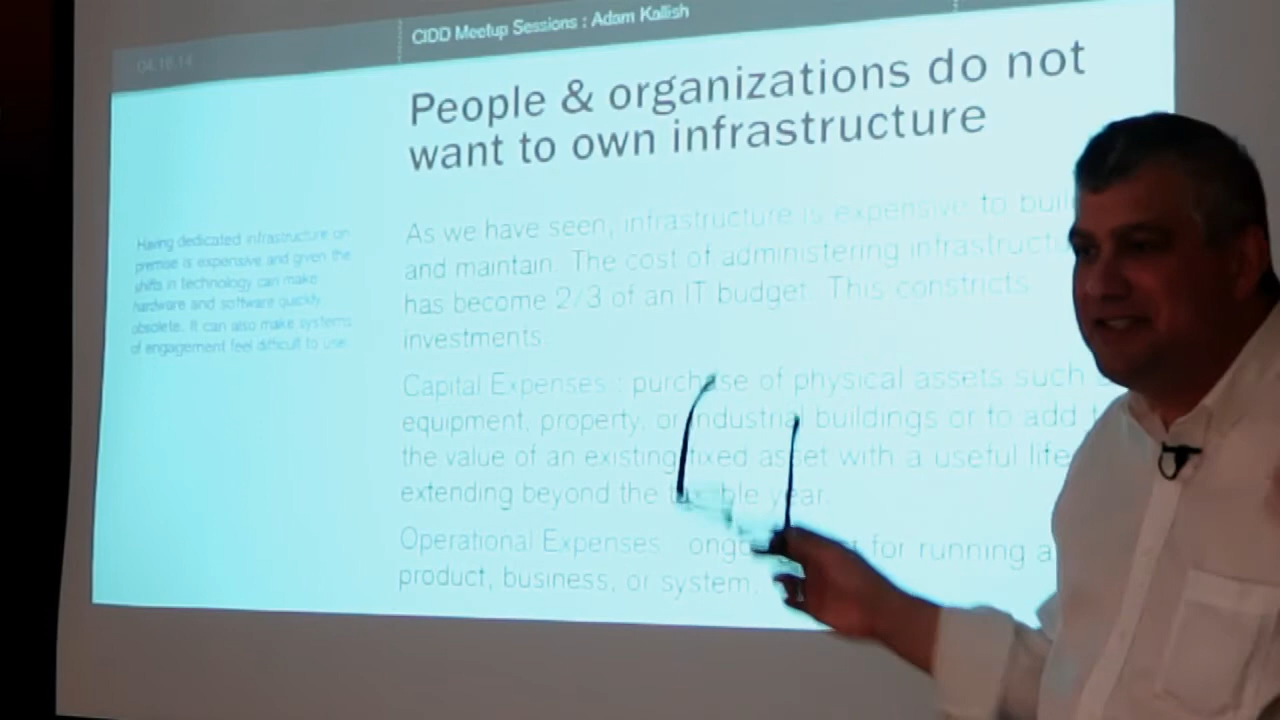 04.16.14
CIDD Meetup Sessions : Adam Kallish
People & organizations do not
want to own infrastructure
Having dedicated infrastructure on
premise is expensive and given the
shifts in technology can make
hardware and software quickly
obsolete. It can also make systems
of engagement feel difficult to use.
As we have seen, infrastructure is expensive to buil
and maintain. The cost of administering infrastructu
has become 2/3 of an IT budget. This constricts
investments.
Capital Expenses : purchase of physical assets such
equipment, property, or industrial buildings or to add
the value of an existing fixed asset with a useful life
extending beyond the year.
Operational Expenses : for running a
product, business, or system.